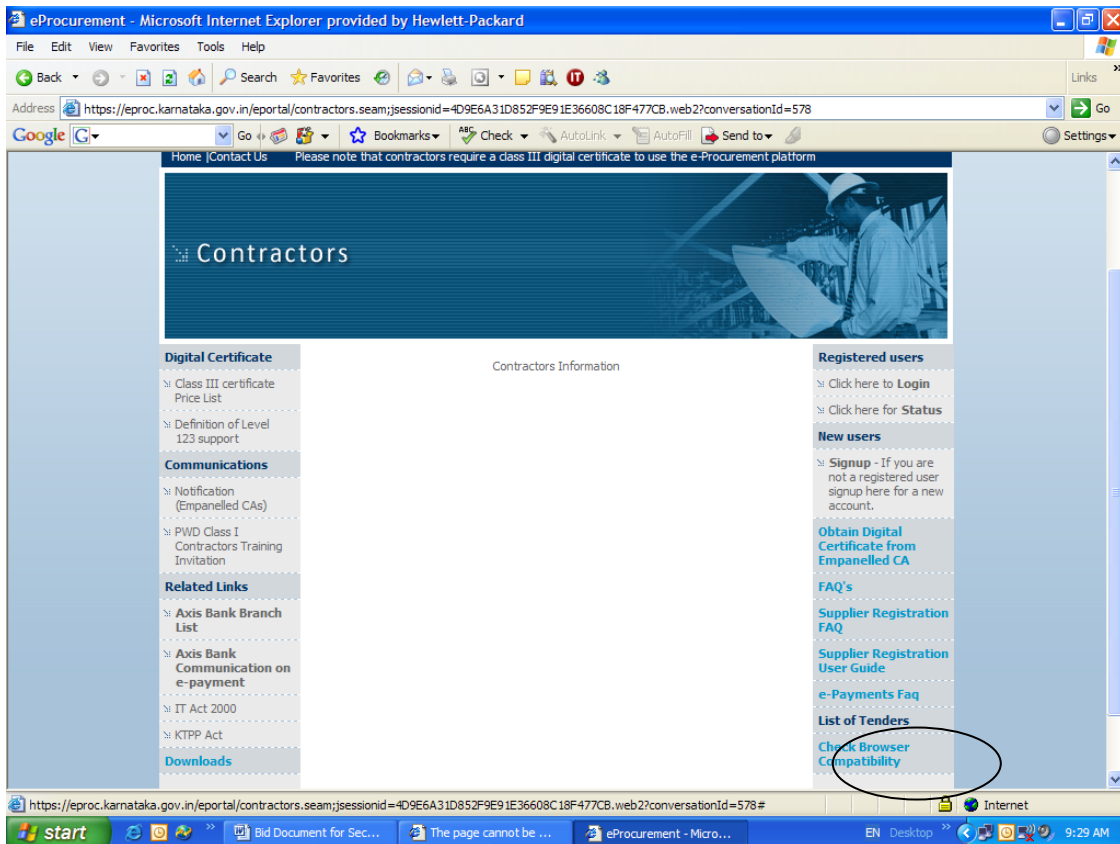 eProcurement - Microsoft Internet Explorer provided by Hewlett-Packard
File Edit View Favorites Tools Help
Back Search Favorites Links »
Address https://eproc.karnataka.gov.in/eportal/contractors.seam;jsessionid=4D9E6A31D852F9E91E36608C18F477CB.web2?conversationId=578 Go
Google G Go Bookmarks ABC Check AutoLink AutoFill Send to Settings
Home |Contact Us Please note that contractors require a class III digital certificate to use the e-Procurement platform
Contractors
Digital Certificate
Class III certificate
Price List
Definition of Level
123 support
Communications
Notification
(Empanelled CAs)
PWD Class I
Contractors Training
Invitation
Related Links
Axis Bank Branch
List
Axis Bank
Communication on
e-payment
IT Act 2000
KTPP Act
Downloads
Contractors Information
Registered users
Click here to Login
Click here for Status
New users
Signup - If you are
not a registered user
signup here for a new
account.
Obtain Digital
Certificate from
Empanelled CA
FAQ's
Supplier Registration
FAQ
Supplier Registration
User Guide
e-Payments Faq
List of Tenders
Check Browser
Compatibility
https://eproc.karnataka.gov.in/eportal/contractors.seam;jsessionid=4D9E6A31D852F9E91E36608C18F477CB.web2?conversationId=578# Internet
start » Bid Document for Sec... The page cannot be ... eProcurement - Micro... EN Desktop » 9:29 AM